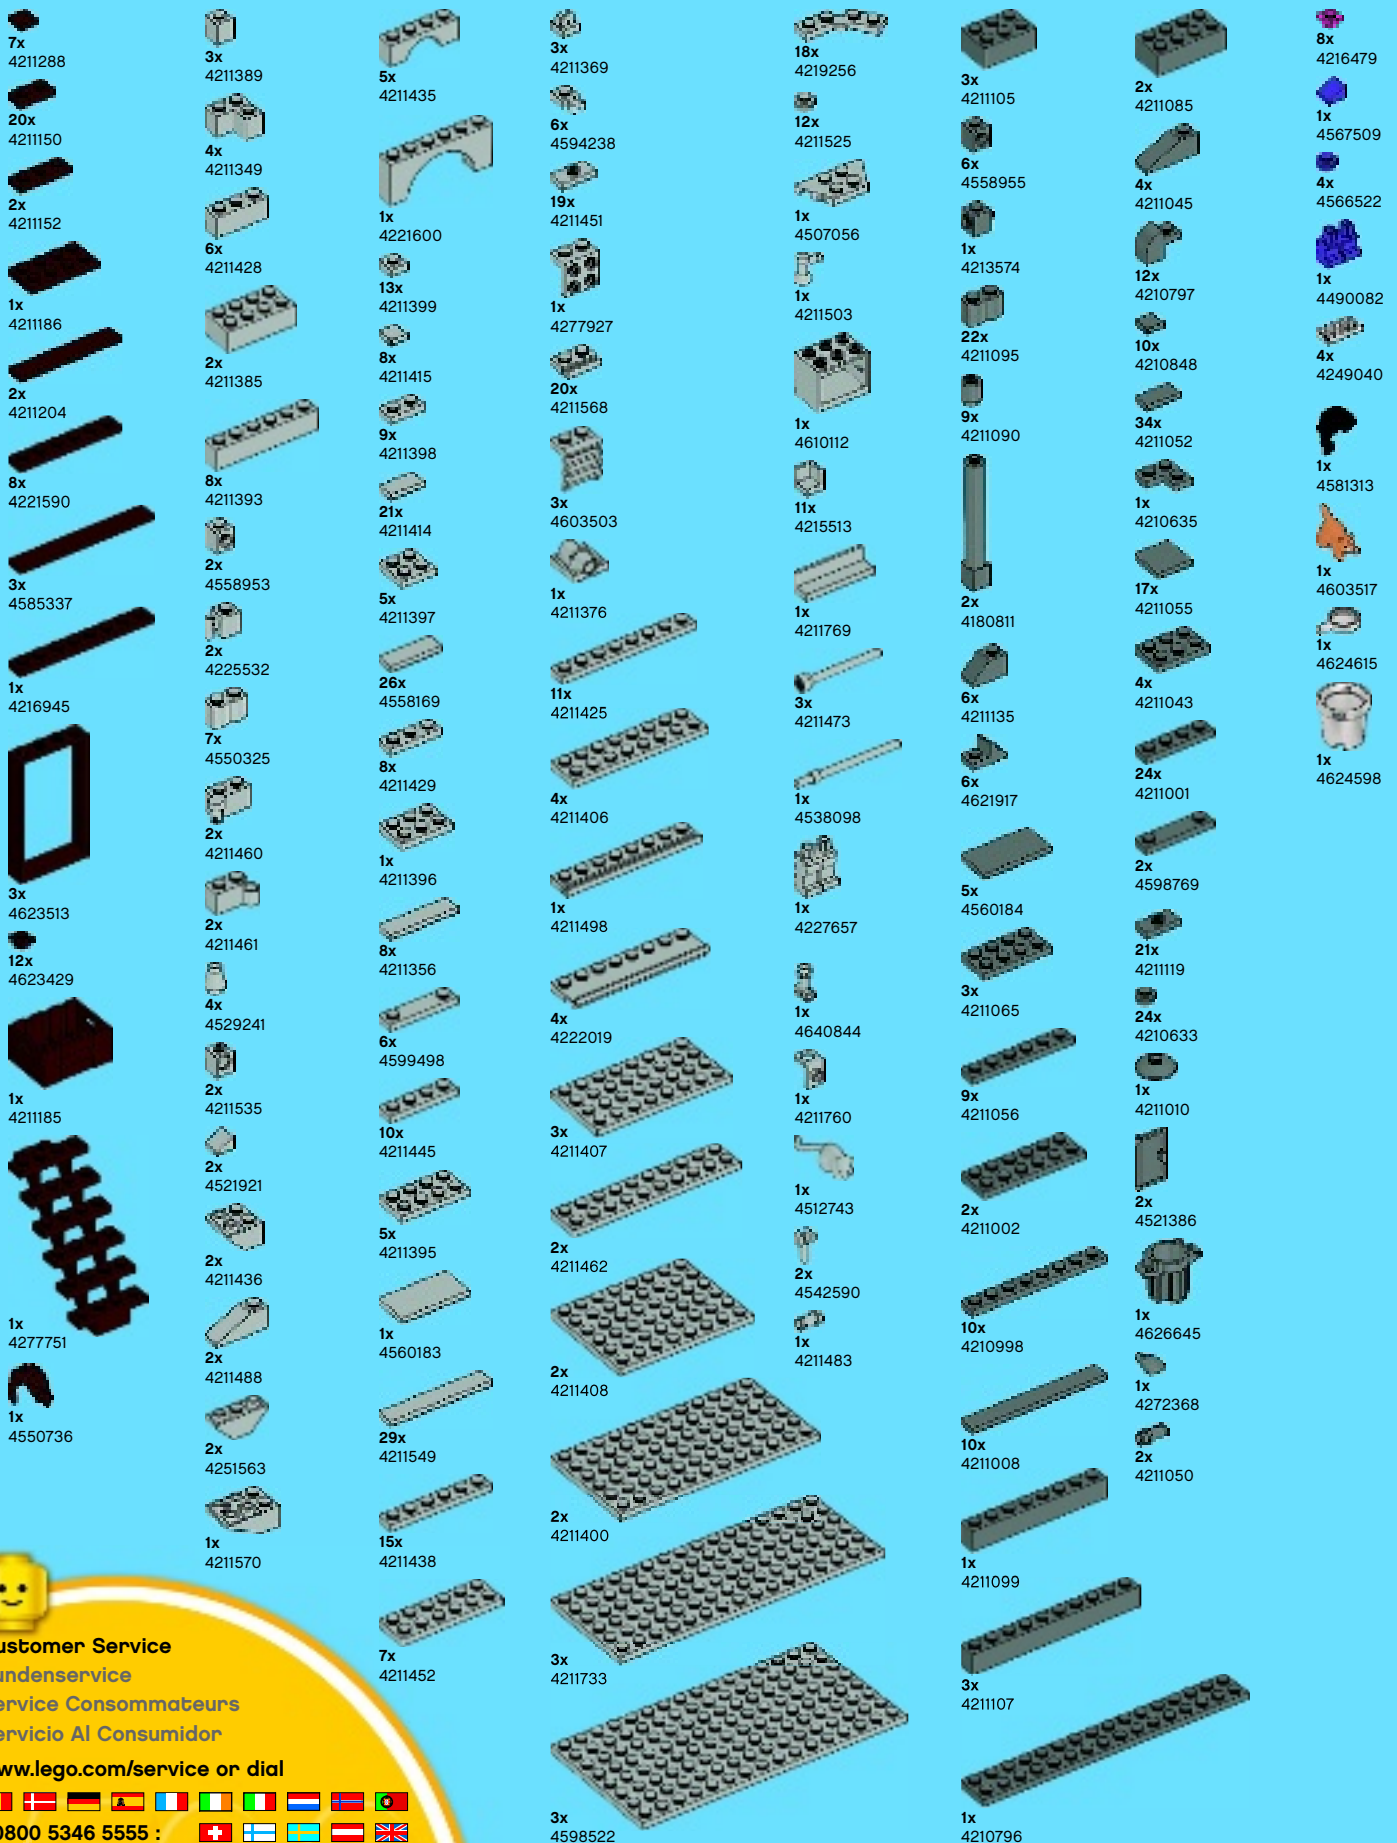 7x
4211288
20x
4211150
2x
4211152
1x
4211186
2x
4211204
8x
4221590
3x
4585337
1x
4216945
3x
4623513
12x
4623429
1x
4211185
1x
4277751
1x
4550736
3x
4211389
4x
4211349
6x
4211428
2x
4211385
8x
4211393
2x
4558953
2x
4225532
7x
4550325
2x
4211460
2x
4211461
4x
4529241
2x
4211535
2x
4521921
2x
4211436
2x
4211488
2x
4251563
1x
4211570
5x
4211435
1x
4221600
13x
4211399
8x
4211415
9x
4211398
21x
4211414
5x
4211397
26x
4558169
8x
4211429
1x
4211396
8x
4211356
6x
4599498
10x
4211445
5x
4211395
1x
4560183
29x
4211549
15x
4211438
7x
4211452
3x
4211369
6x
4594238
19x
4211451
1x
4277927
20x
4211568
3x
4603503
1x
4211376
11x
4211425
4x
4211406
1x
4211498
4x
4222019
3x
4211407
2x
4211462
2x
4211408
2x
4211400
3x
4211733
3x
4598522
18x
4219256
12x
4211525
1x
4507056
1x
4211503
1x
4610112
11x
4215513
1x
4211769
3x
4211473
1x
4538098
1x
4227657
1x
4640844
1x
4211760
1x
4512743
2x
4542590
1x
4211483
3x
4211105
6x
4558955
1x
4213574
22x
4211095
9x
4211090
2x
4180811
6x
4211135
6x
4621917
5x
4560184
3x
4211065
9x
4211056
2x
4211002
10x
4210998
10x
4211008
1x
4211099
3x
4211107
1x
4210796
2x
4211085
4x
4211045
12x
4210797
10x
4210848
34x
4211052
1x
4210635
17x
4211055
4x
4211043
24x
4211001
2x
4598769
21x
4211119
24x
4210633
1x
4211010
2x
4521386
1x
4626645
1x
4272368
2x
4211050
8x
4216479
1x
4567509
4x
4566522
1x
4490082
4x
4249040
1x
4581313
1x
4603517
1x
4624615
1x
4624598
ustomer Service
undenservice
ervice Consommateurs
ervicio Al Consumidor
ww.lego.com/service or dial
0800 5346 5555 :